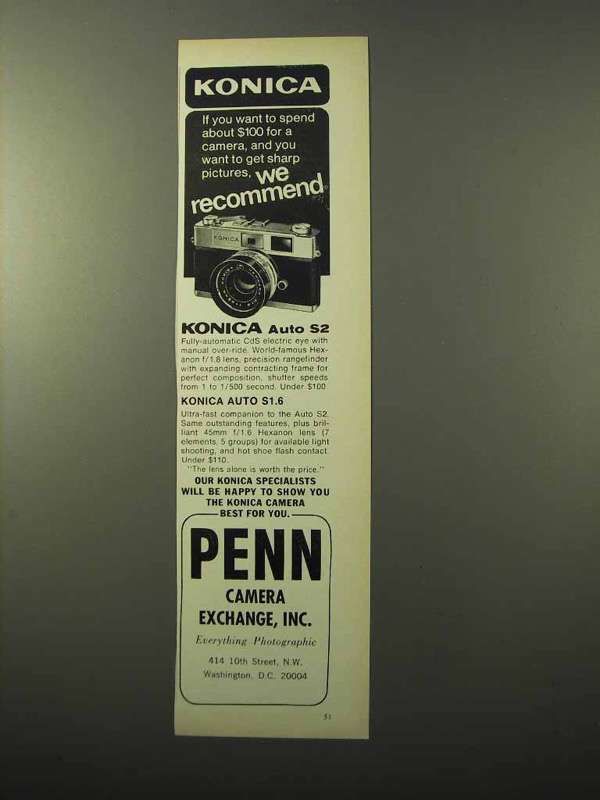 KONICA
If you want to spend
about $100 for a
camera, and you
want to get sharp
pictures, we
recommend
KONICA
KONICA Auto S2
Fully-automatic CdS electric eye with
manual over-ride. World-famous Hex-
anon f/1.8 lens, precision rangefinder
with expanding contracting frame for
perfect composition, shutter speeds
from 1 to 1/500 second. Under $100
KONICA AUTO S1.6
Ultra-fast companion to the Auto S2.
Same outstanding features, plus bril-
liant 45mm f/1.6 Hexanon lens (7
elements, 5 groups) for available light
shooting, and hot shoe flash contact.
Under $110.
"The lens alone is worth the price."
OUR KONICA SPECIALISTS
WILL BE HAPPY TO SHOW YOU
THE KONICA CAMERA
BEST FOR YOU.
PENN
CAMERA
EXCHANGE, INC.
Everything Photographic
414 10th Street, N.W.
Washington, D.C. 20004
51